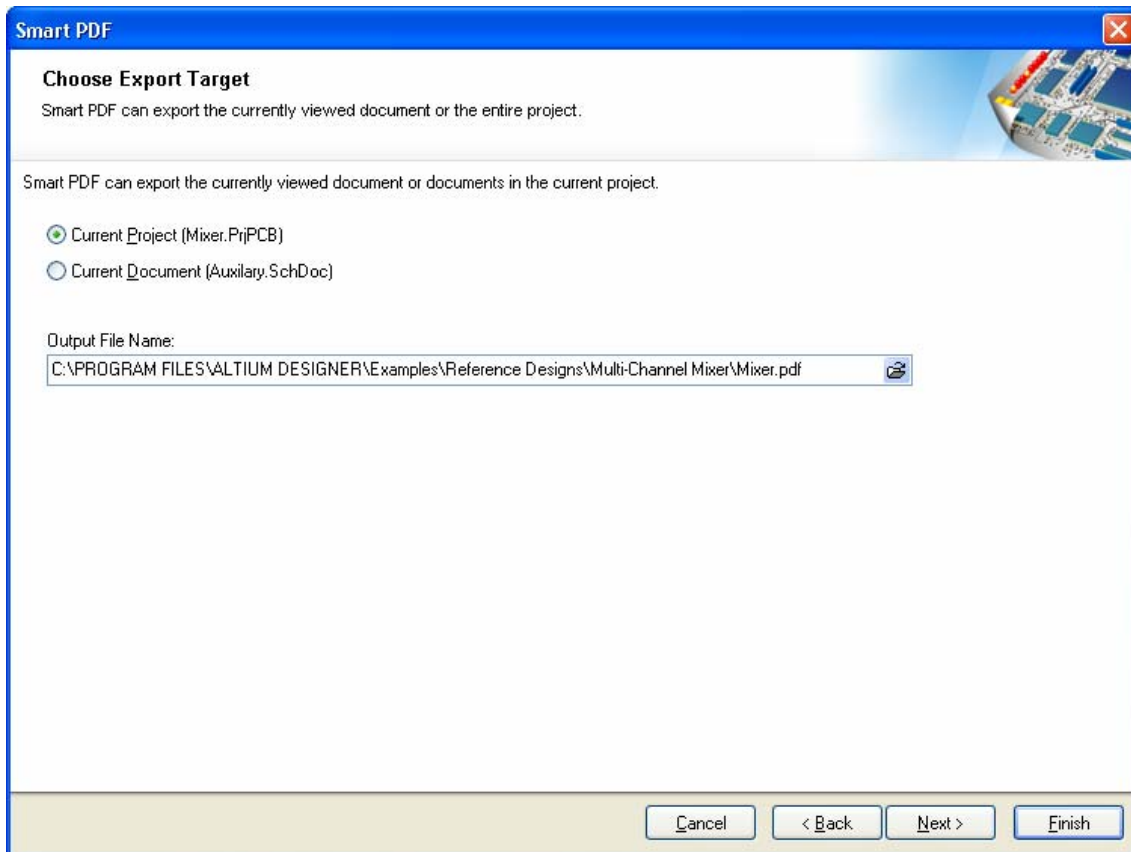 Smart PDF
Choose Export Target
Smart PDF can export the currently viewed document or the entire project.
Smart PDF can export the currently viewed document or documents in the current project.
Current Project (Mixer.PrjPCB)
Current Document (Auxilary.SchDoc)
Output File Name:
C:\PROGRAM FILES\ALTIUM DESIGNER\Examples\Reference Designs\Multi-Channel Mixer\Mixer.pdf
Cancel < Back Next > Finish